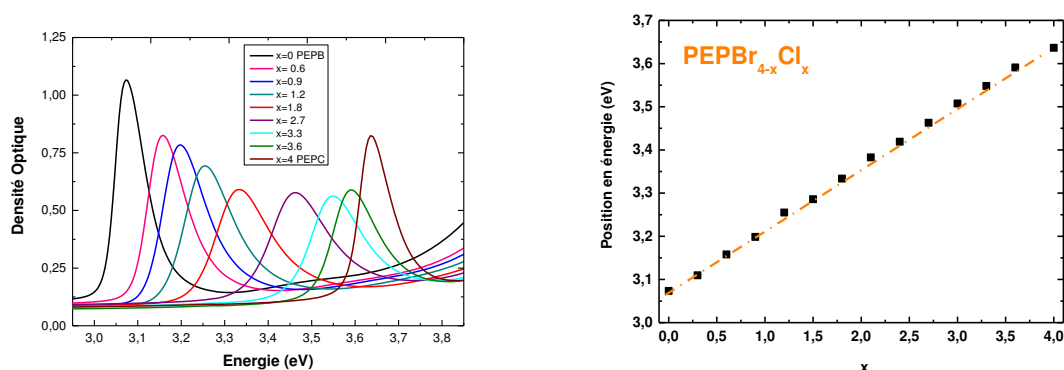 1,25
1,00
0,75
0,50
0,25
0,00
Densité Optique
x=0 PEPB
x= 0.6
x=0.9
x= 1.2
x=1.8
x= 2.7
x=3.3
x=3.6
x=4 PEPC
3,0 3,1 3,2 3,3 3,4 3,5 3,6 3,7 3,8
Energie (eV)
3,7
3,6
3,5
3,4
3,3
3,2
3,1
3,0
Position en énergie (eV)
PEPBr4-xClx
0,0 0,5 1,0 1,5 2,0 2,5 3,0 3,5 4,0
x